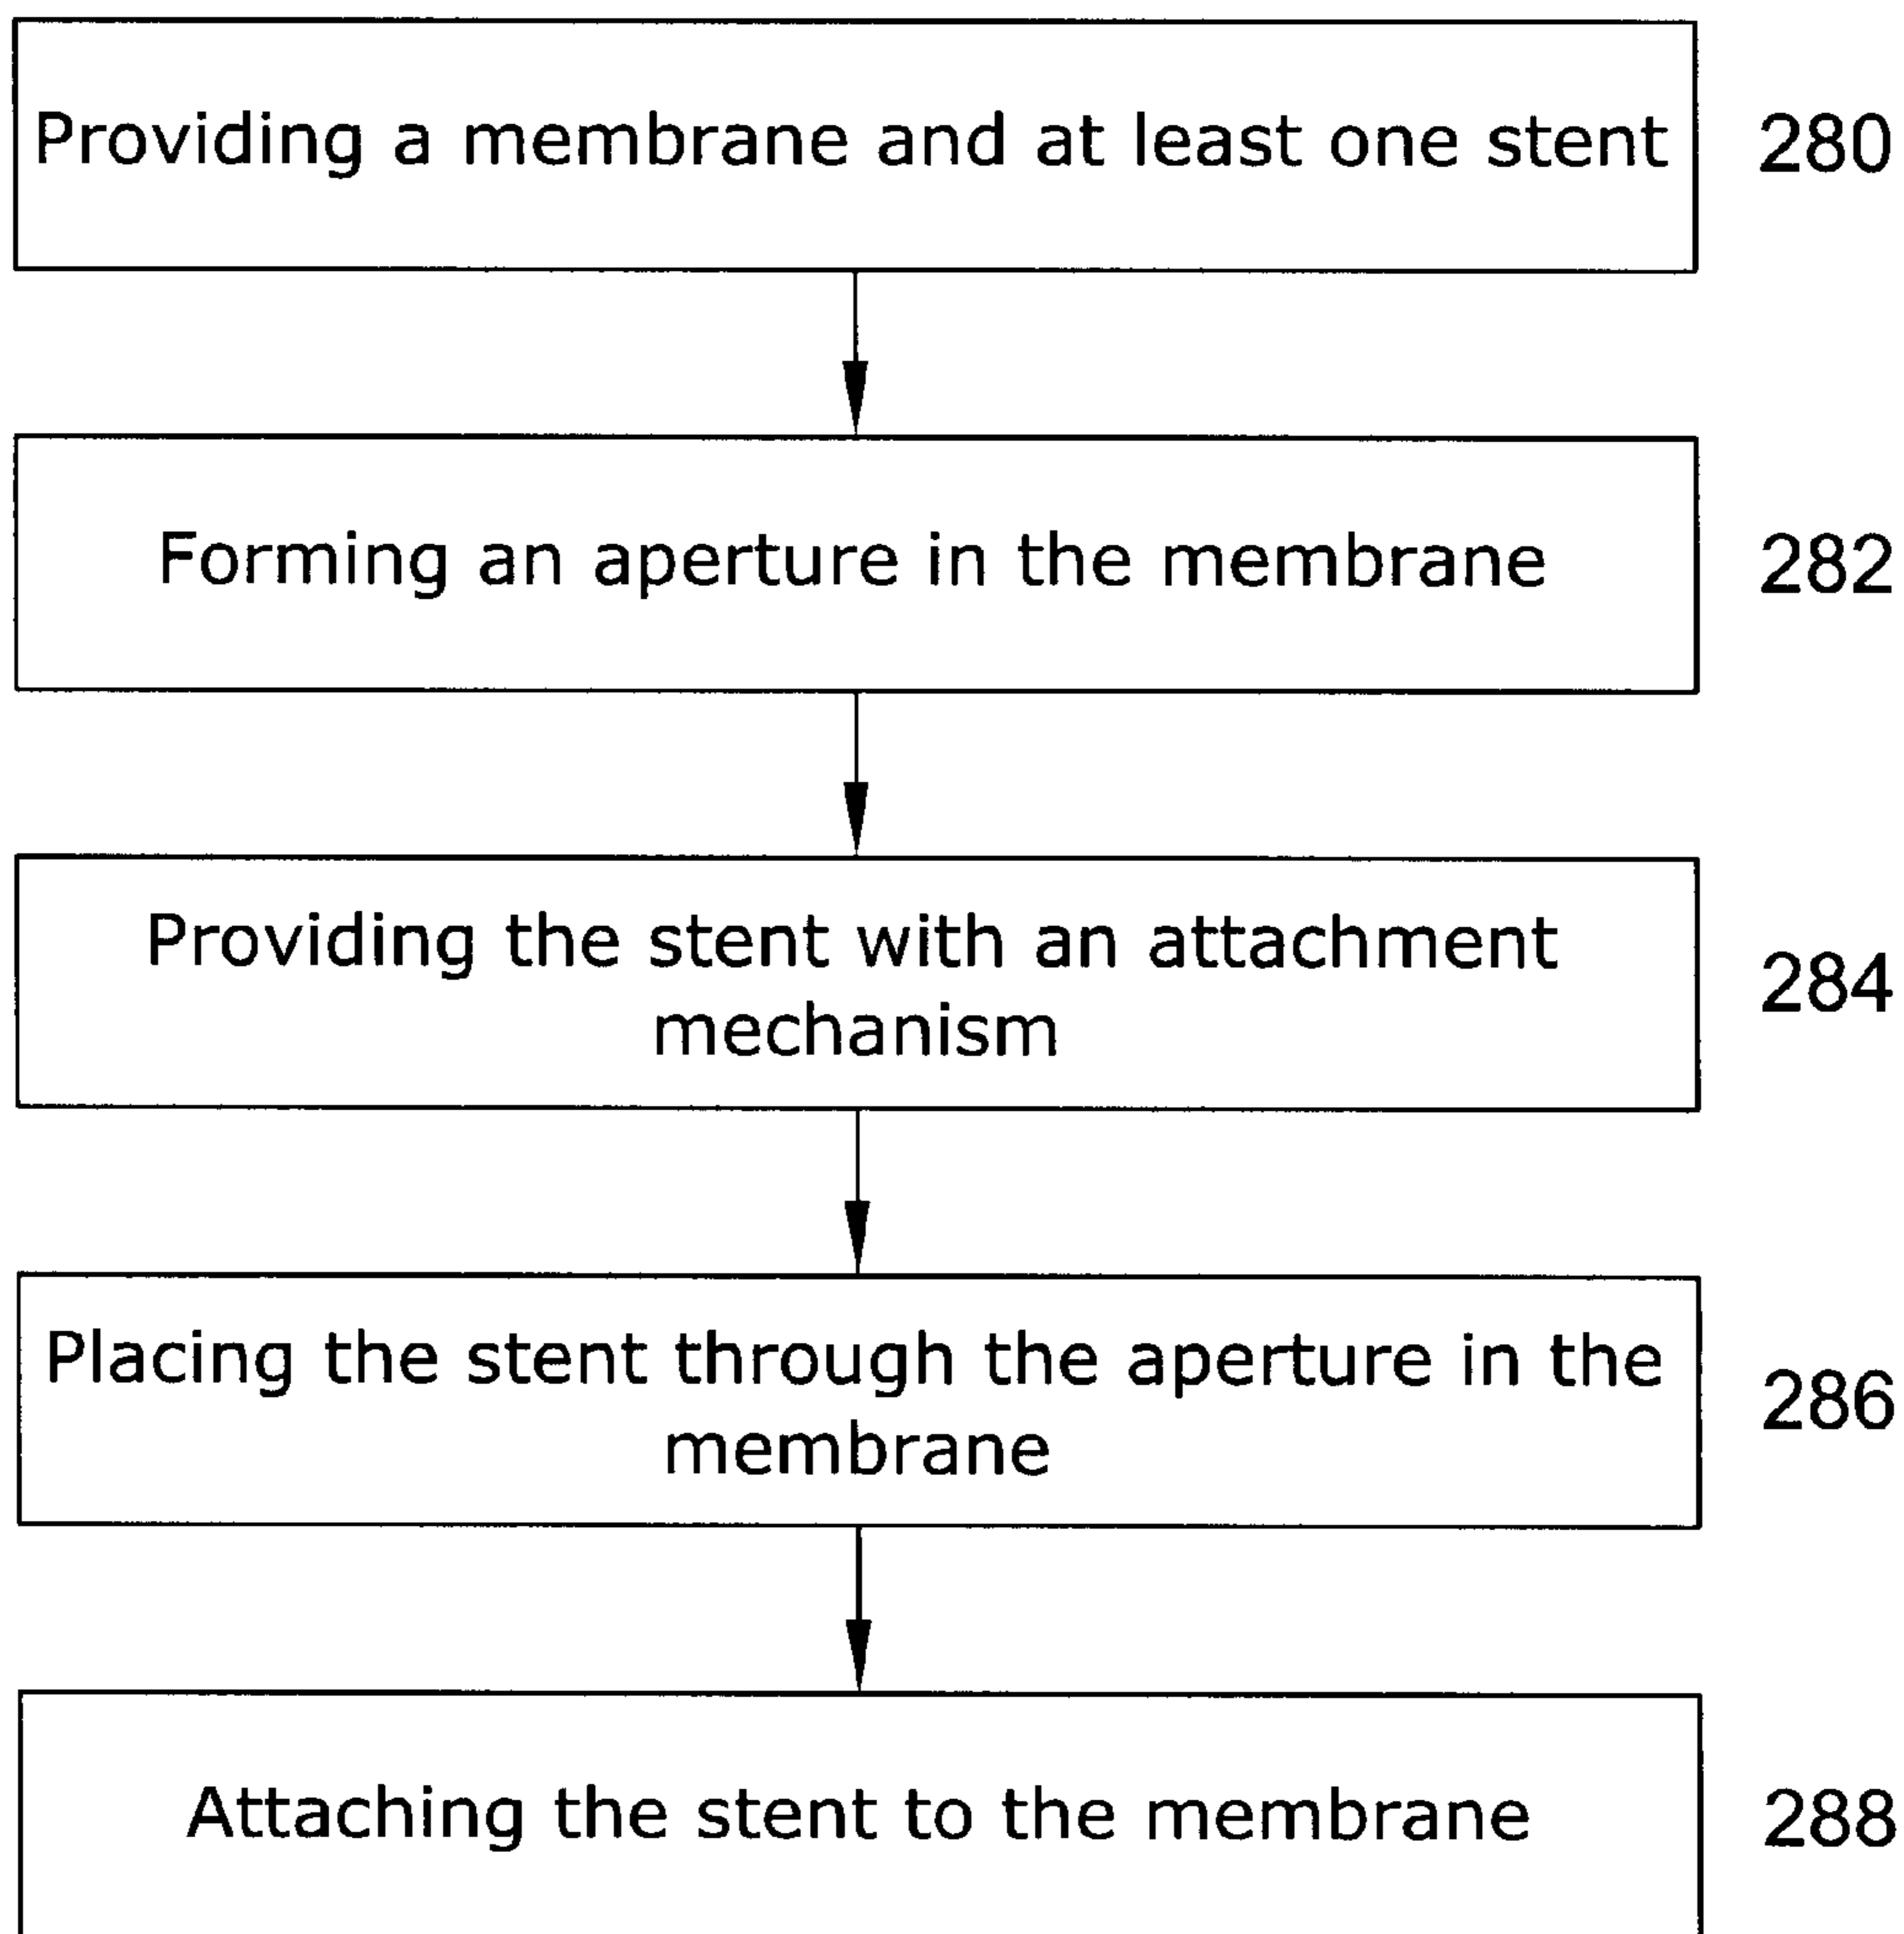 Providing a membrane and at least one stent 280
Forming an aperture in the membrane 282
Providing the stent with an attachment
mechanism
284
Placing the stent through the aperture in the
membrane
286
Attaching the stent to the membrane 288